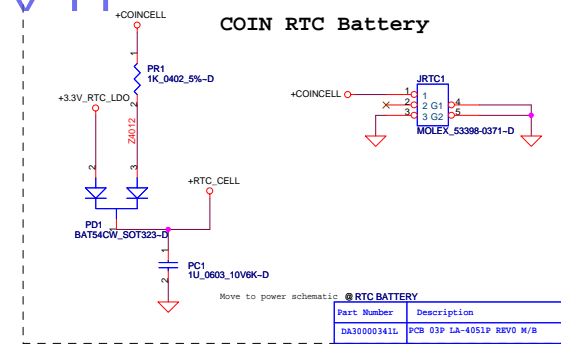 +COINCELL
COIN RTC Battery
1
PR1
1K_0402_5%~D
2
+3.3V_RTC_LDO
Z4012
2
3
+RTC_CELL
PD1
BAT54CW_SOT323~D
1
1
PC1
1U_0603_10V6K~D
2
JRTC1
+COINCELL
1
1
2
2 G1
4
3
3 G2
5
MOLEX_53398-0371~D
Move to power schematic
@ RTC BATTERY
Part Number
Description
DA30000341L
PCB 03P LA-4051P REV0 M/B